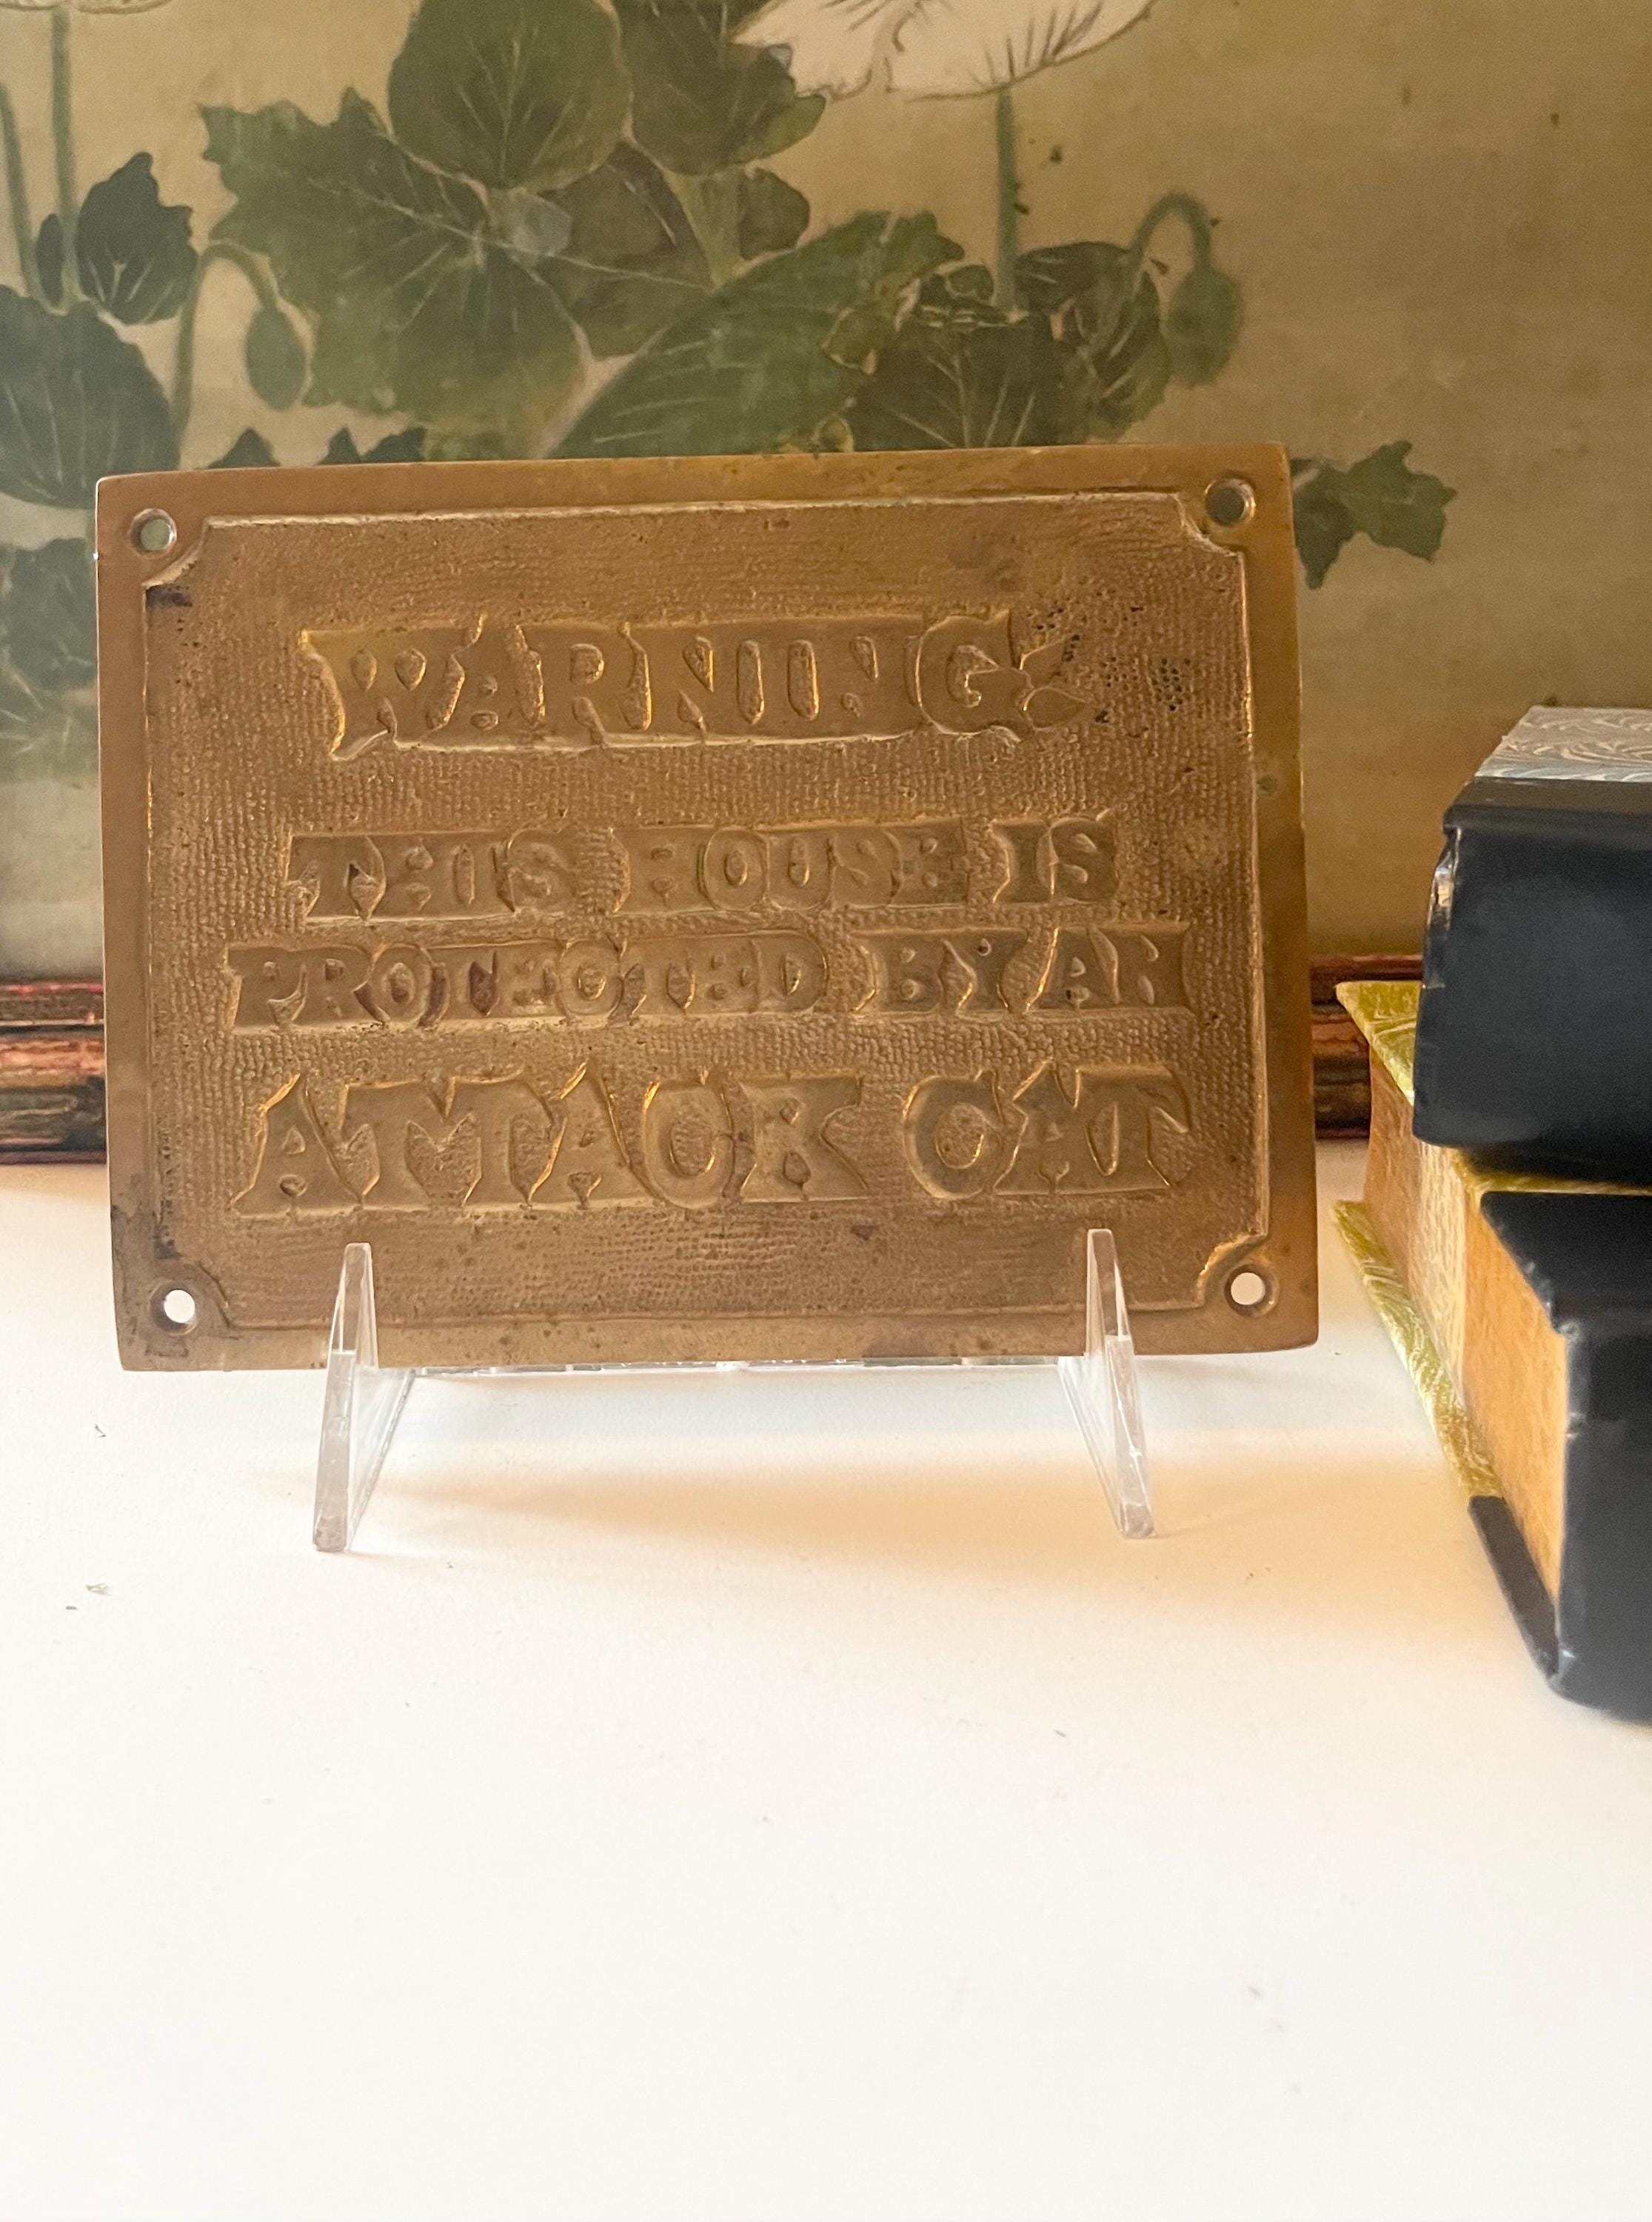 WARNING
THIS HOUSE IS
PROTECTED BY AN
ATTACK CAT